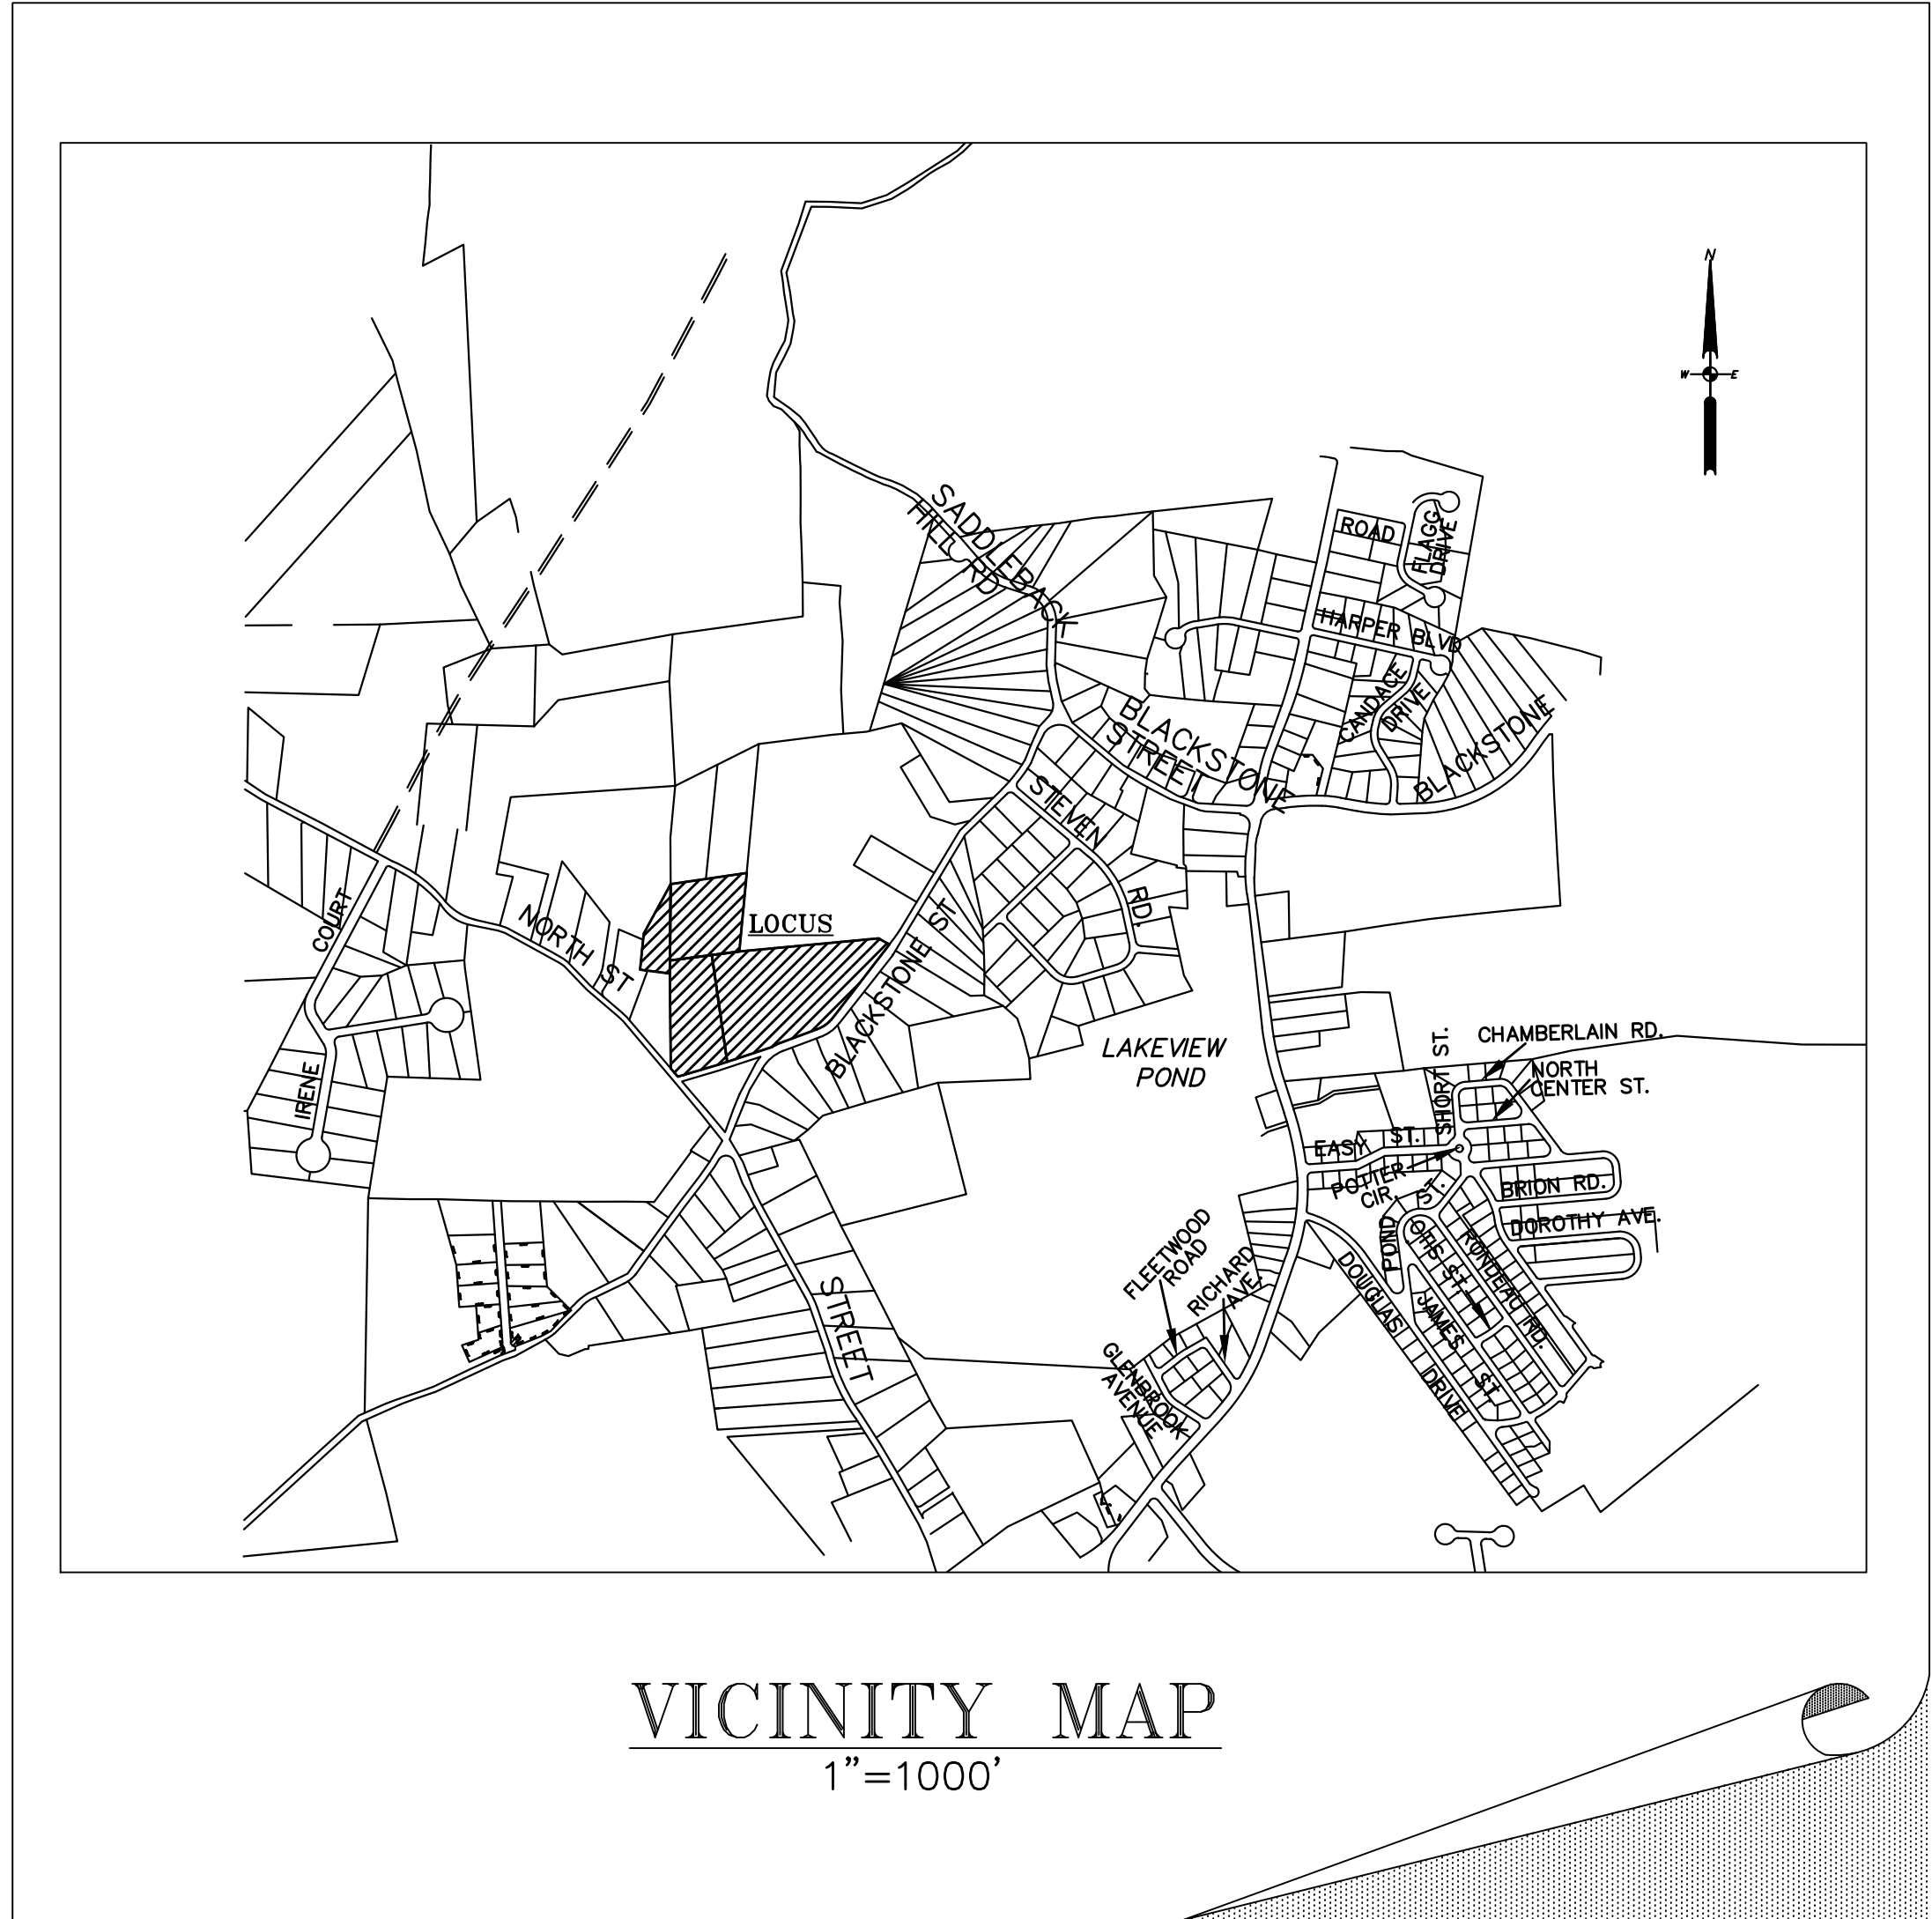 N
W
E
SADDLEBACK
HILL RD
ROAD
FLAGG
DRIVE
HARPER BLVD
CANDACE
DRIVE
BLACKSTONE
BLACKSTONE
STREET
STEVEN
RD.
COURT
NORTH ST
LOCUS
BLACKSTONE ST
LAKEVIEW
POND
IRENE
SHORT ST.
CHAMBERLAIN RD.
NORTH
CENTER ST.
EASY ST.
POTTER
CIR.
POND ST.
BRION RD.
DOROTHY AVE.
OTIS ST.
RONDEAU RD.
JAMES ST.
DOUGLAS DRIVE
FLEETWOOD
ROAD
RICHARD
AVE.
GLENBROOK
AVENUE
STREET
VICINITY MAP
1"=1000'